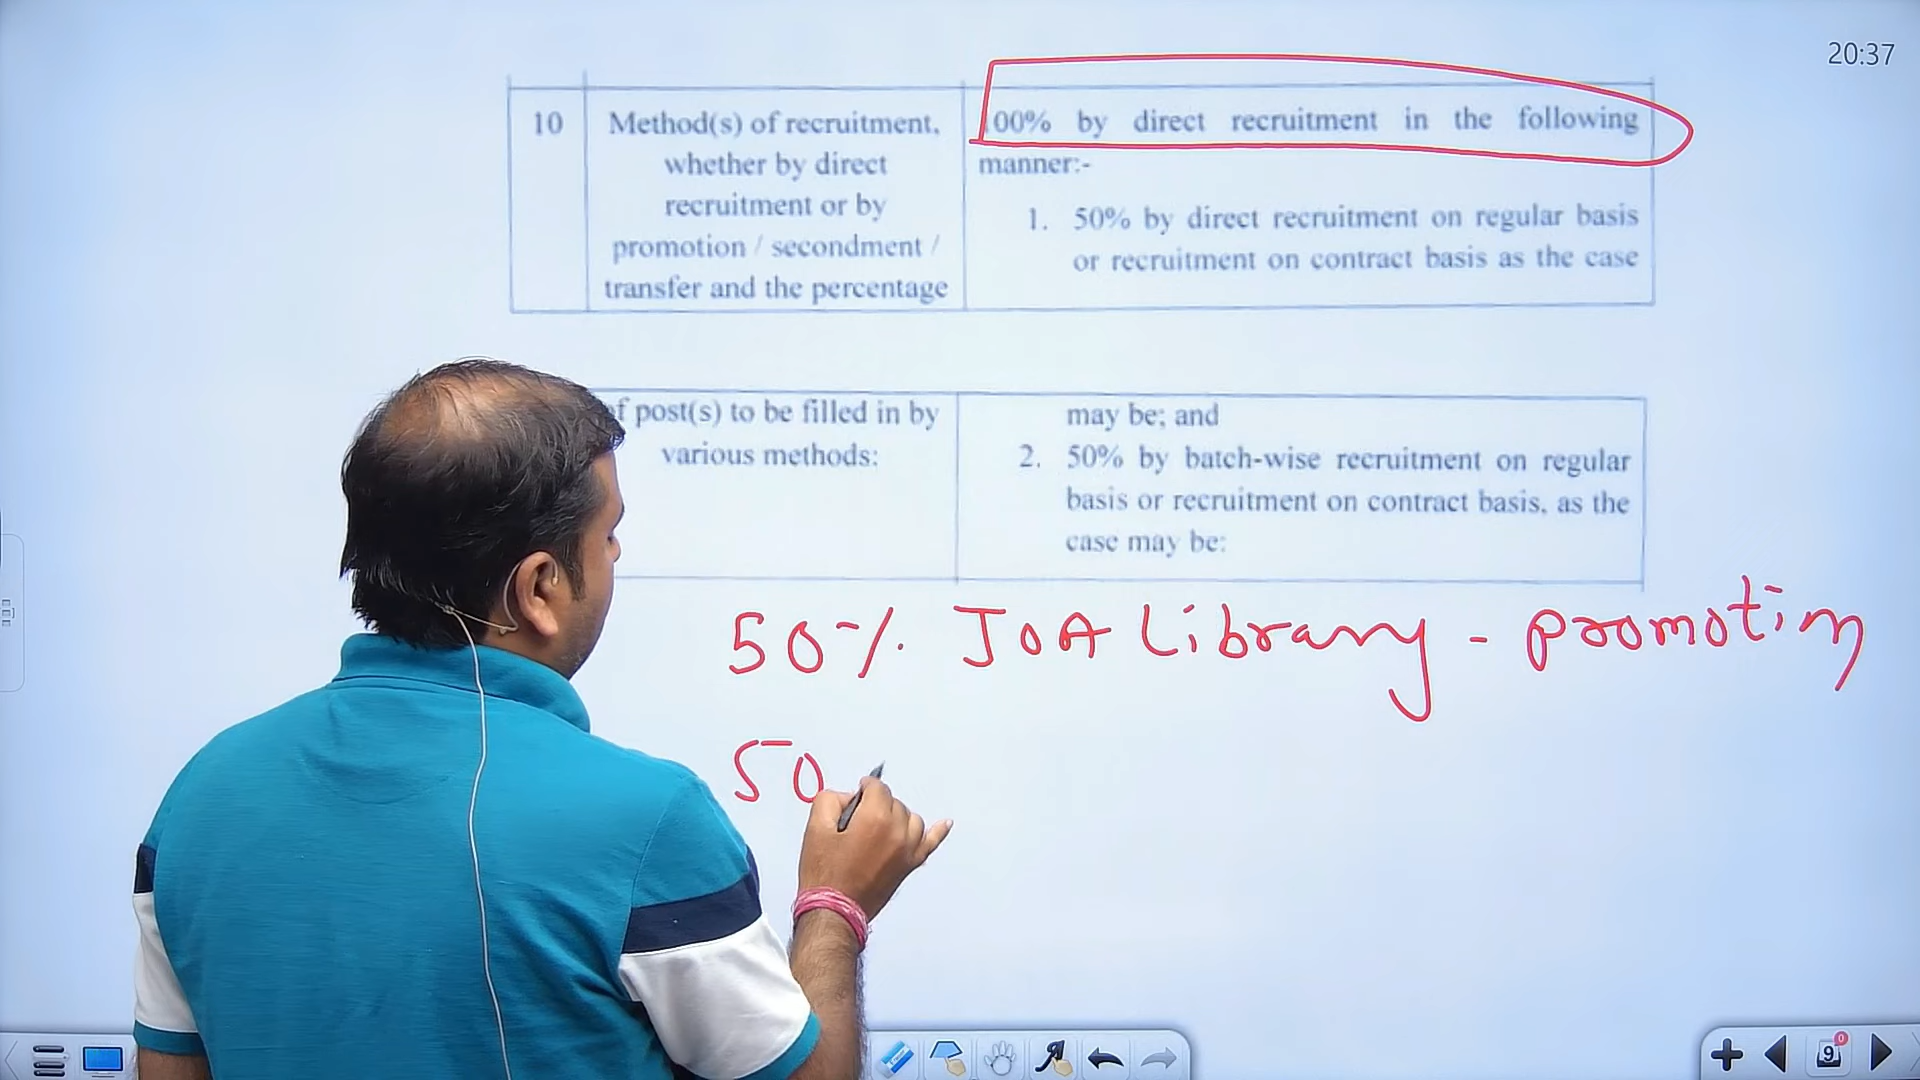 20:37
10
Method(s) of recruitment,
whether by direct
recruitment or by
promotion / secondment /
transfer and the percentage
100% by direct recruitment in the following
manner:-
1. 50% by direct recruitment on regular basis
or recruitment on contract basis as the case
of post(s) to be filled in by
various methods:
may be; and
2. 50% by batch-wise recruitment on regular
basis or recruitment on contract basis, as the
case may be:
50% JOA Library - promotion
50
9
0